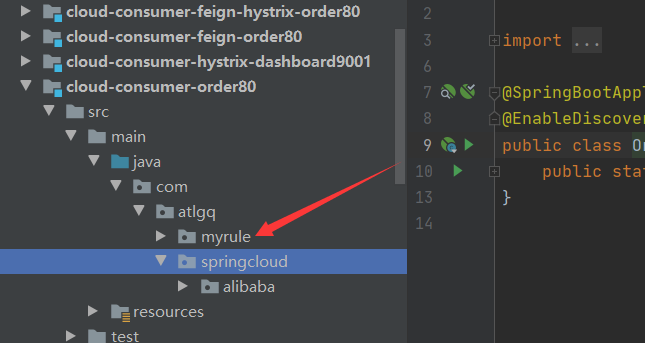 cloud-consumer-feign-hystrix-order80
cloud-consumer-feign-order80
cloud-consumer-hystrix-dashboard9001
cloud-consumer-order80
src
main
java
com
atlgq
myrule
springcloud
alibaba
resources
test
2
3 import ...
6
7 @SpringBootAppl
8 @EnableDiscover
9 public class O
10 public stat
13 }
14